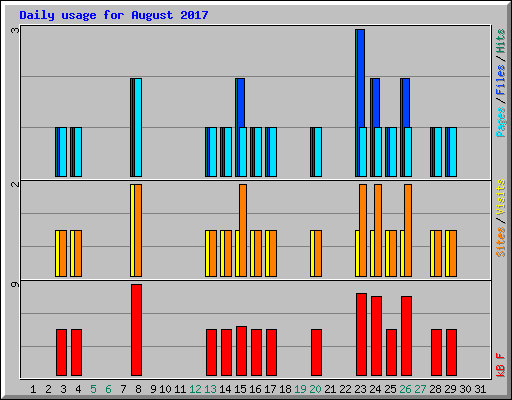 Daily usage for August 2017
3
Pages / Files / Hits
2
Sites / Visits
9
kB F
1 2 3 4 5 6 7 8 9 10 11 12 13 14 15 16 17 18 19 20 21 22 23 24 25 26 27 28 29 30 31